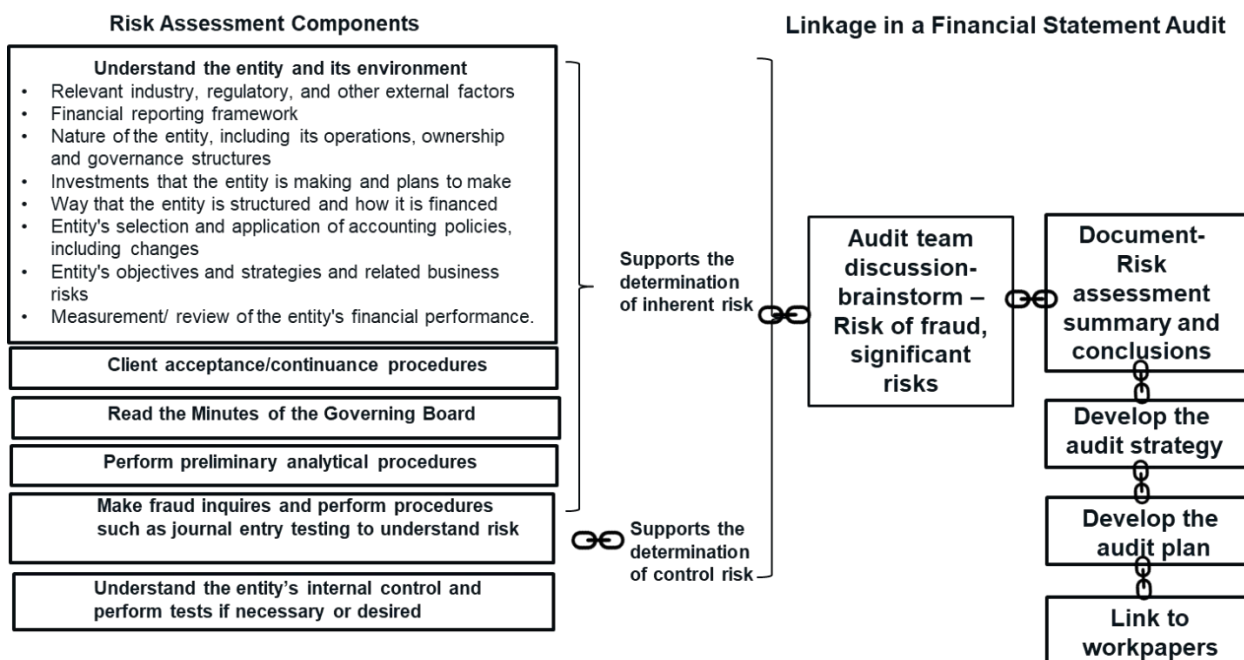 Risk Assessment Components
Linkage in a Financial Statement Audit
Understand the entity and its environment
• Relevant industry, regulatory, and other external factors
• Financial reporting framework
• Nature of the entity, including its operations, ownership
and governance structures
• Investments that the entity is making and plans to make
• Way that the entity is structured and how it is financed
• Entity's selection and application of accounting policies,
including changes
• Entity's objectives and strategies and related business
risks
• Measurement/ review of the entity's financial performance.
Client acceptance/continuance procedures
Read the Minutes of the Governing Board
Perform preliminary analytical procedures
Make fraud inquires and perform procedures
such as journal entry testing to understand risk
Understand the entity’s internal control and
perform tests if necessary or desired
Supports the
determination
of inherent risk
Supports the
determination
of control risk
Audit team
discussion-
brainstorm –
Risk of fraud,
significant
risks
Document-
Risk
assessment
summary and
conclusions
Develop the
audit strategy
Develop the
audit plan
Link to
workpapers